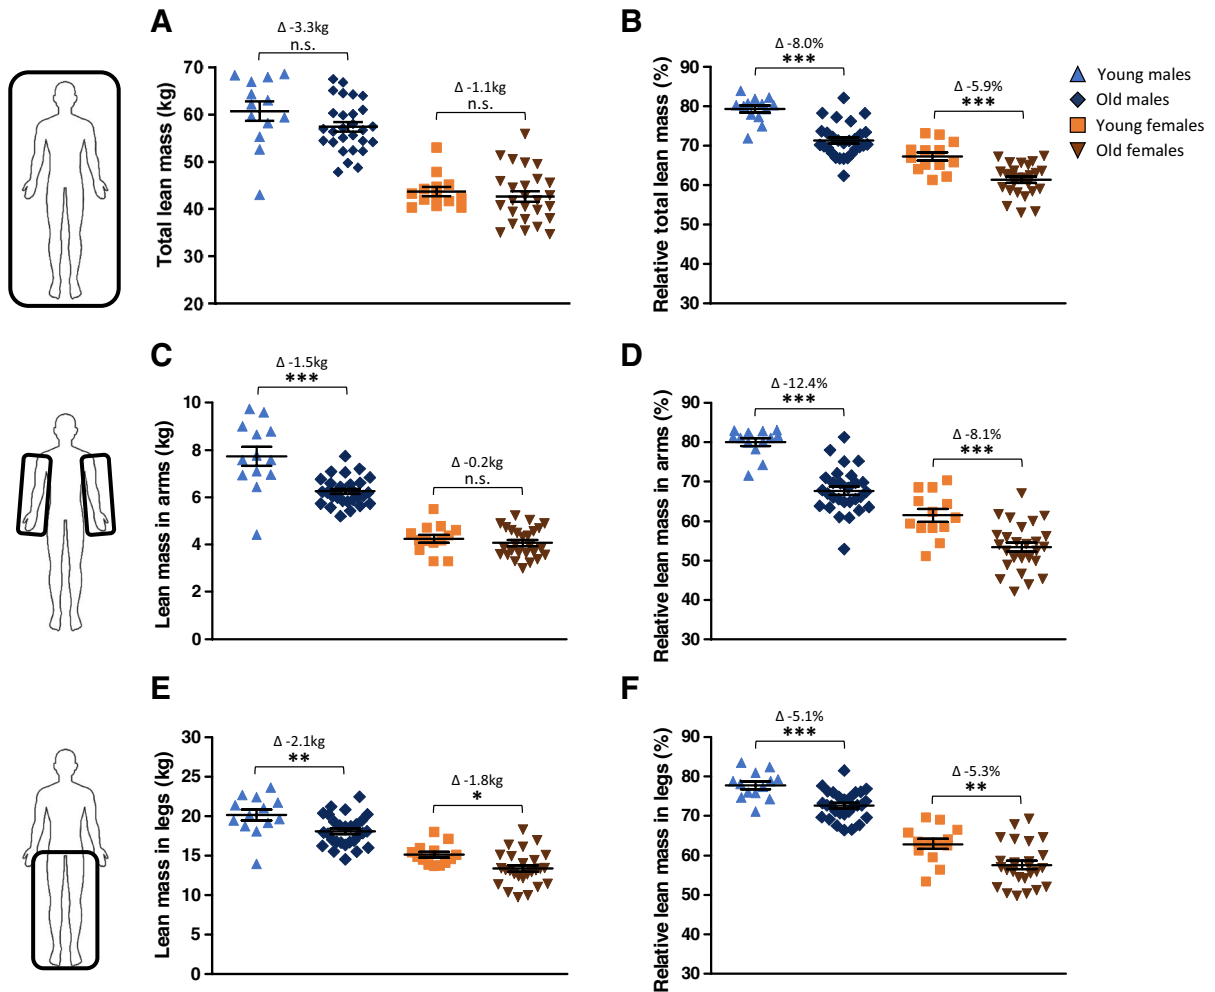 A
Δ -3.3kg
n.s.
Δ -1.1kg
n.s.
Total lean mass (kg)
70
60
50
40
30
20
B
Δ -8.0%
***
Δ -5.9%
***
Relative total lean mass (%)
90
80
70
60
50
40
30
Young males
Old males
Young females
Old females
C
Δ -1.5kg
***
Δ -0.2kg
n.s.
Lean mass in arms (kg)
10
8
6
4
2
0
D
Δ -12.4%
***
Δ -8.1%
***
Relative lean mass in arms (%)
90
80
70
60
50
40
30
E
Δ -2.1kg
**
Δ -1.8kg
*
Lean mass in legs (kg)
30
25
20
15
10
5
0
F
Δ -5.1%
***
Δ -5.3%
**
Relative lean mass in legs (%)
90
80
70
60
50
40
30